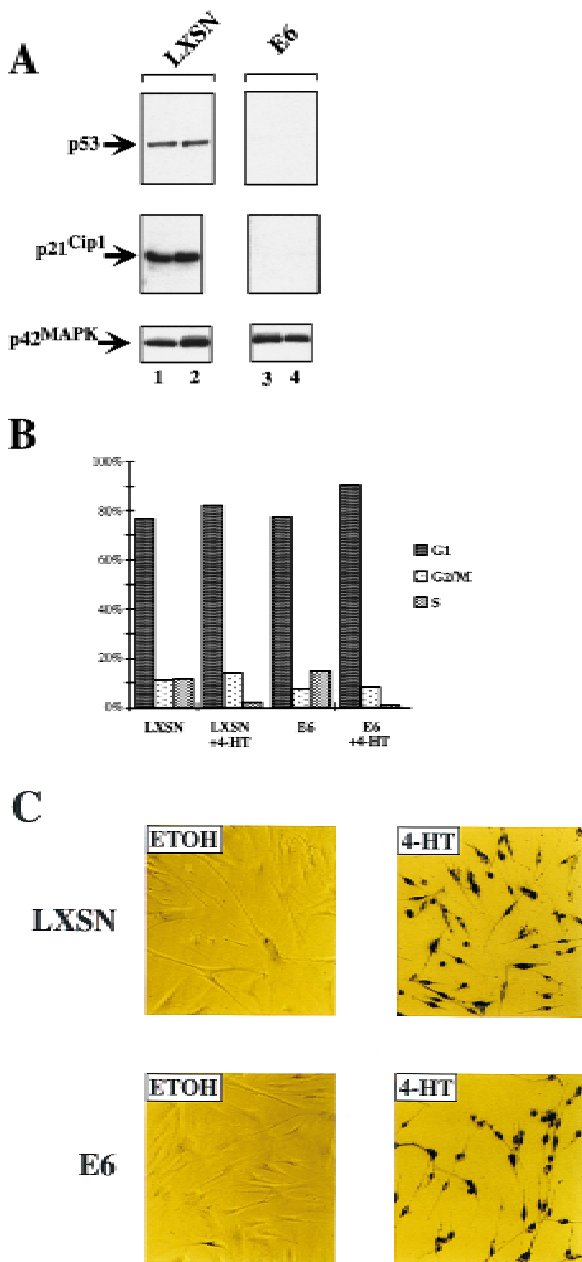 A
LXSN
E6
p53
p21Cip1
p42MAPK
1 2 3 4
B
100%
80%
60%
40%
20%
0%
G1
G2/M
S
LXSN
LXSN +4-HT
E6
E6 +4-HT
C
ETOH
4-HT
LXSN
ETOH
4-HT
E6